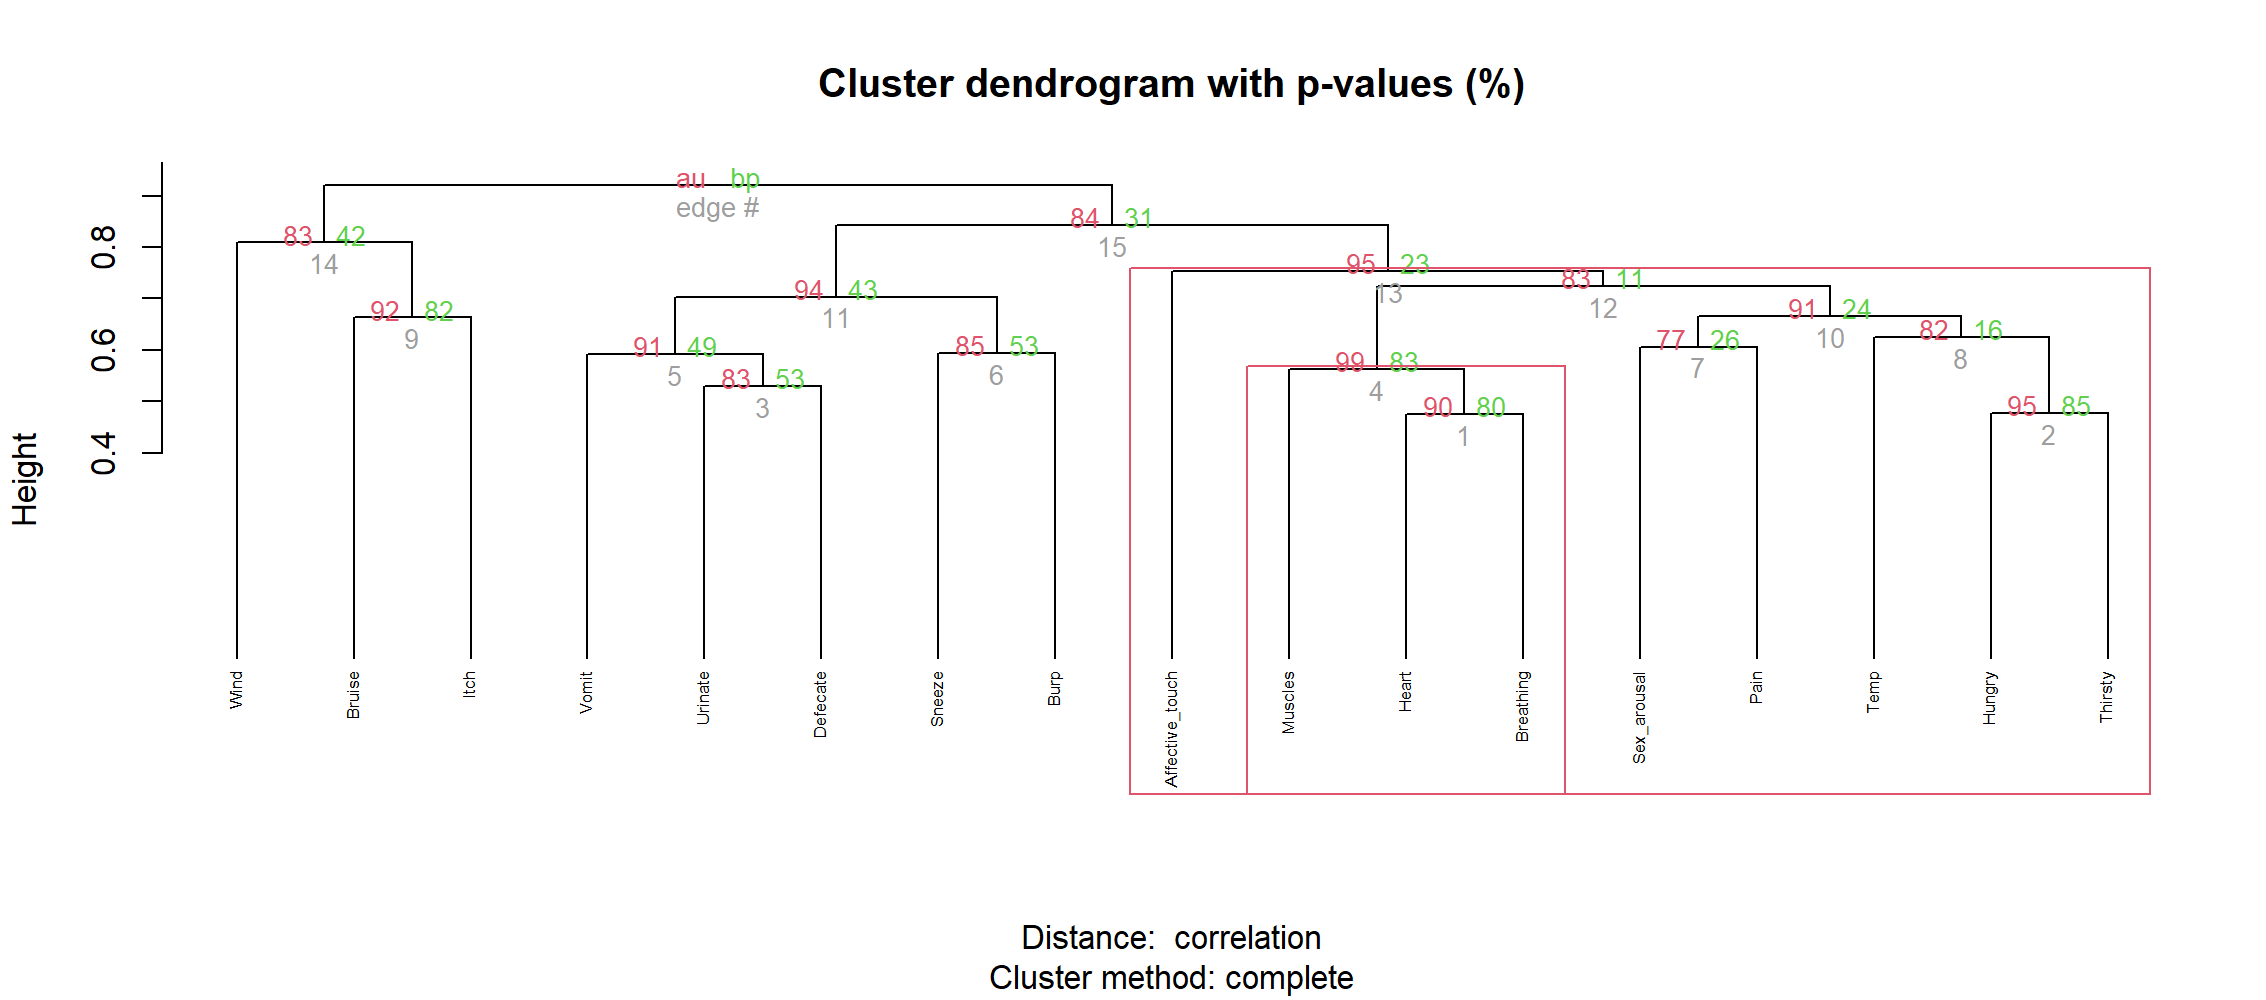 Cluster dendrogram with p-values (%)
Height
0.4 0.6 0.8
au bp
edge #
84 31
15
83 42
14
95 23
13
83 11
12
94 43
11
91 24
10
92 82
9
82 16
8
77 26
7
85 53
6
91 49
5
99 83
4
83 53
3
95 85
2
90 80
1
Wind
Bruise
Itch
Vomit
Urinate
Defecate
Sneeze
Burp
Affective_touch
Muscles
Heart
Breathing
Sex_arousal
Pain
Temp
Hungry
Thirsty
Distance: correlation
Cluster method: complete